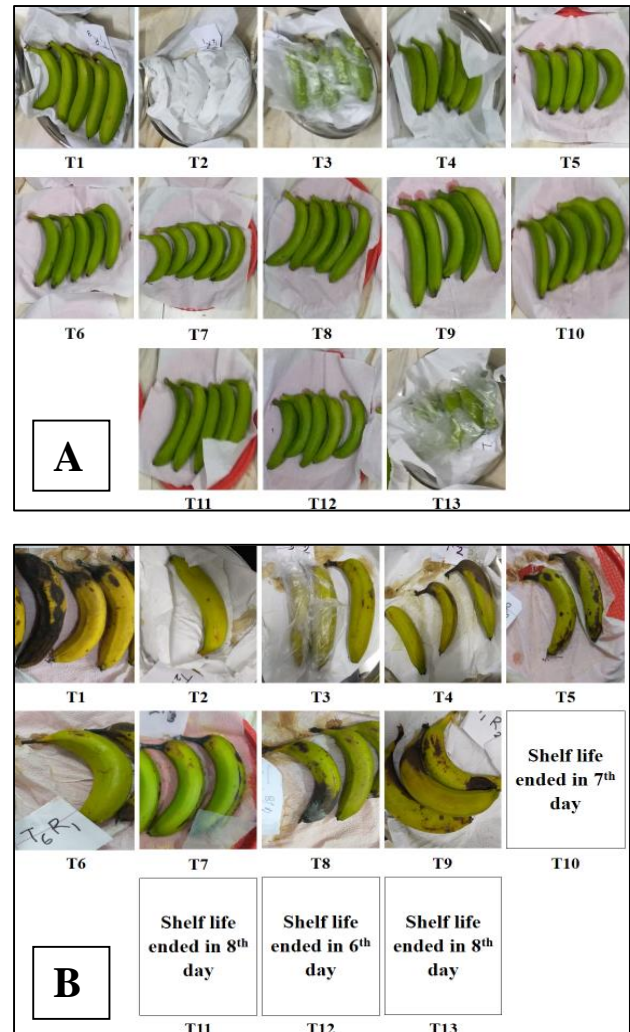 T1 T2 T3 T4 T5
T6 T7 T8 T9 T10
A
T11 T12 T13
T1 T2 T3 T4 T5
T6R1
T6 T7 T8 T9
Shelf life
ended in 7th
day
T10
B
Shelf life
ended in 8th
day
T11
Shelf life
ended in 6th
day
T12
Shelf life
ended in 8th
day
T13